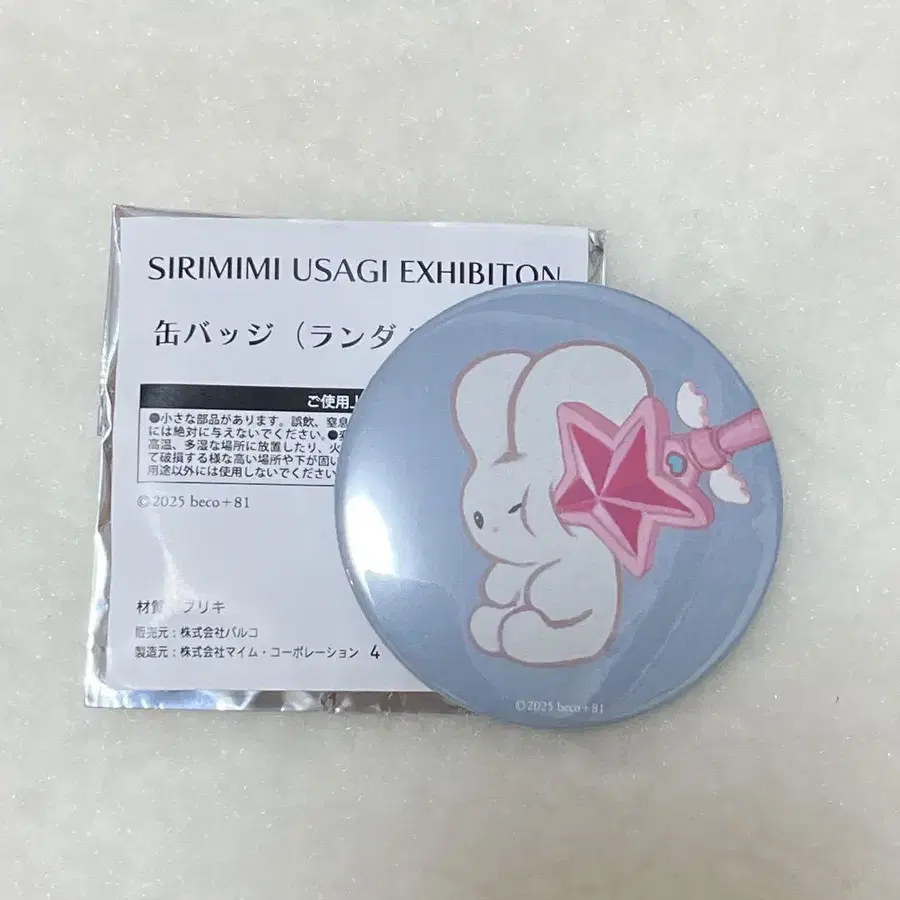 SIRIMIMI USAGI EXHIBITON
缶バッジ（ランダ
ご使用上
●小さな部品があります。誤飲、窒息
には絶対に与えないでください。●
高温、多湿な場所に放置したり、火
て破損する様な高い場所や下が固い
用途以外には使用しないでください
©2025 beco+81
材質 ブリキ
販売元：株式会社パルコ
製造元：株式会社マイム・コーポレーション 4
©2025 beco+81